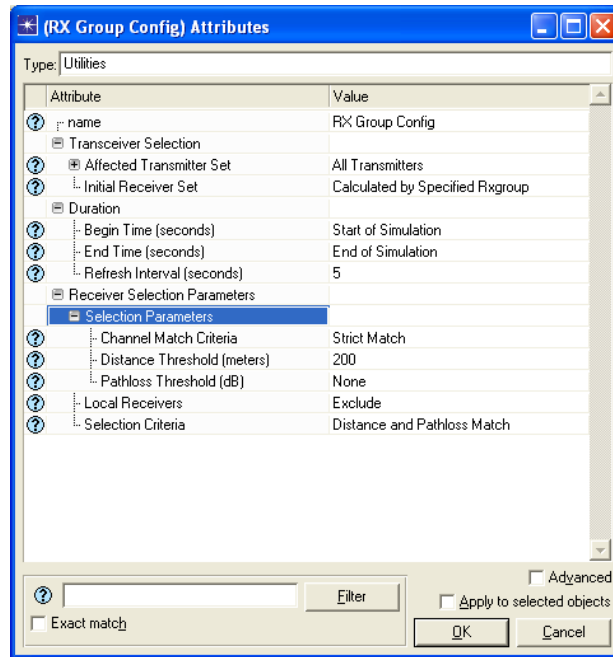 (RX Group Config) Attributes
Type: Utilities
Attribute Value
name RX Group Config
Transceiver Selection
Affected Transmitter Set All Transmitters
Initial Receiver Set Calculated by Specified Rxgroup
Duration
Begin Time (seconds) Start of Simulation
End Time (seconds) End of Simulation
Refresh Interval (seconds) 5
Receiver Selection Parameters
Selection Parameters
Channel Match Criteria Strict Match
Distance Threshold (meters) 200
Pathloss Threshold (dB) None
Local Receivers Exclude
Selection Criteria Distance and Pathloss Match
Advanced
Filter
Apply to selected objects
Exact match
OK Cancel